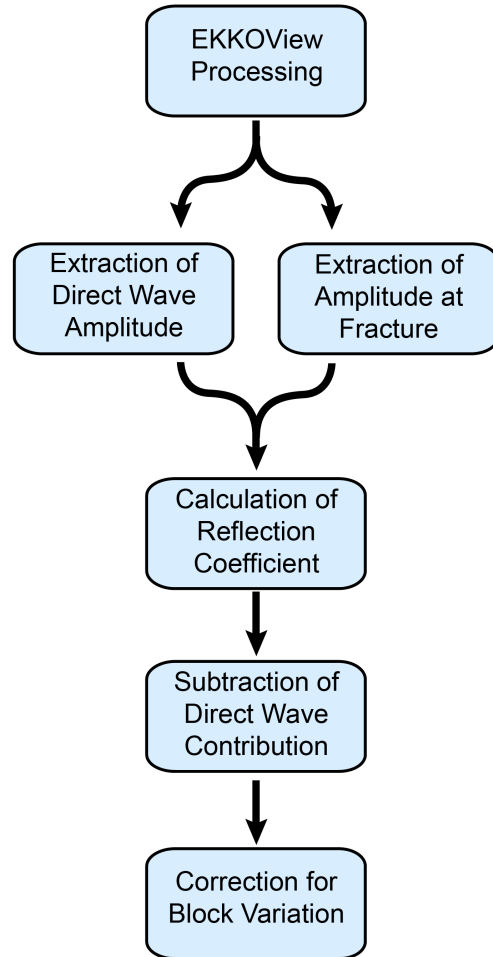 EKKOView
Processing
Extraction of
Direct Wave
Amplitude
Extraction of
Amplitude at
Fracture
Calculation of
Reflection
Coefficient
Subtraction of
Direct Wave
Contribution
Correction for
Block Variation